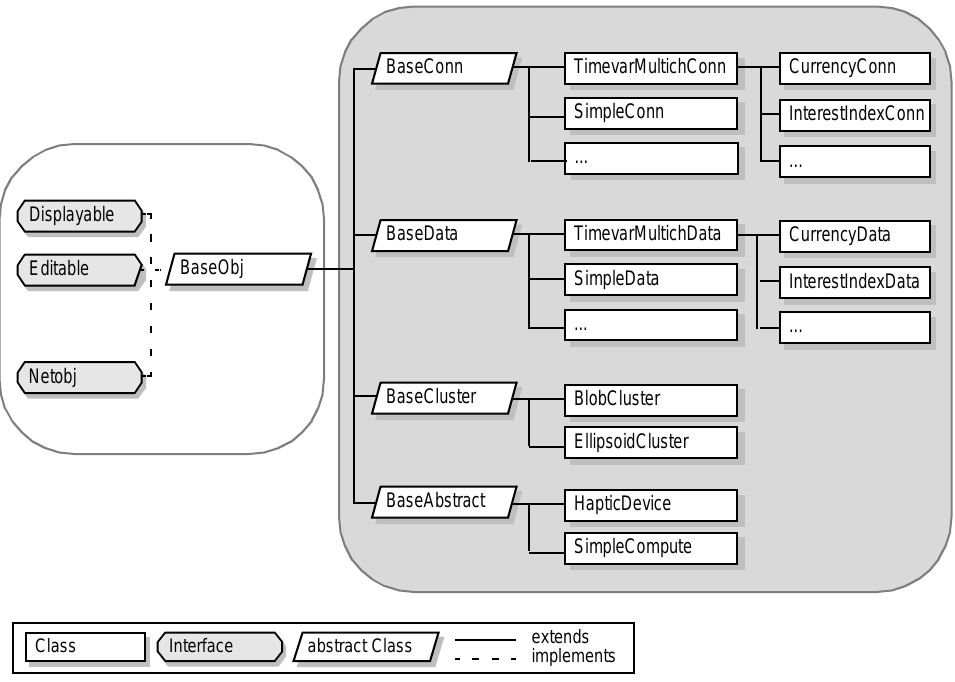 BaseConn
TimevarMultichConn
CurrencyConn
SimpleConn
InterestIndexConn
...
...
Displayable
Editable
Netobj
BaseObj
BaseData
TimevarMultichData
CurrencyData
SimpleData
InterestIndexData
...
...
BaseCluster
BlobCluster
EllipsoidCluster
BaseAbstract
HapticDevice
SimpleCompute
Class
Interface
abstract Class
extends
implements